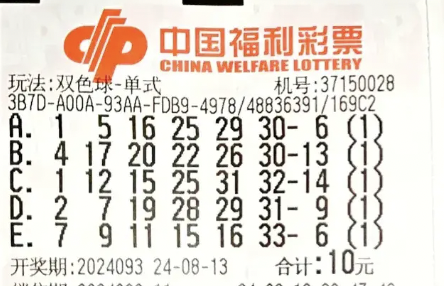 中国福利彩票
CHINA WELFARE LOTTERY
玩法:双色球-单式 机号:37150028
3B7D-A00A-93AA-FDB9-4978/48836391/169C2
A. 1 5 16 25 29 30- 6 (1)
B. 4 17 20 22 26 30-13 (1)
C. 1 12 15 25 31 32-14 (1)
D. 2 7 19 28 29 31- 9 (1)
E. 7 9 11 15 16 33- 6 (1)
开奖期:2024093 24-08-13 合计:10元